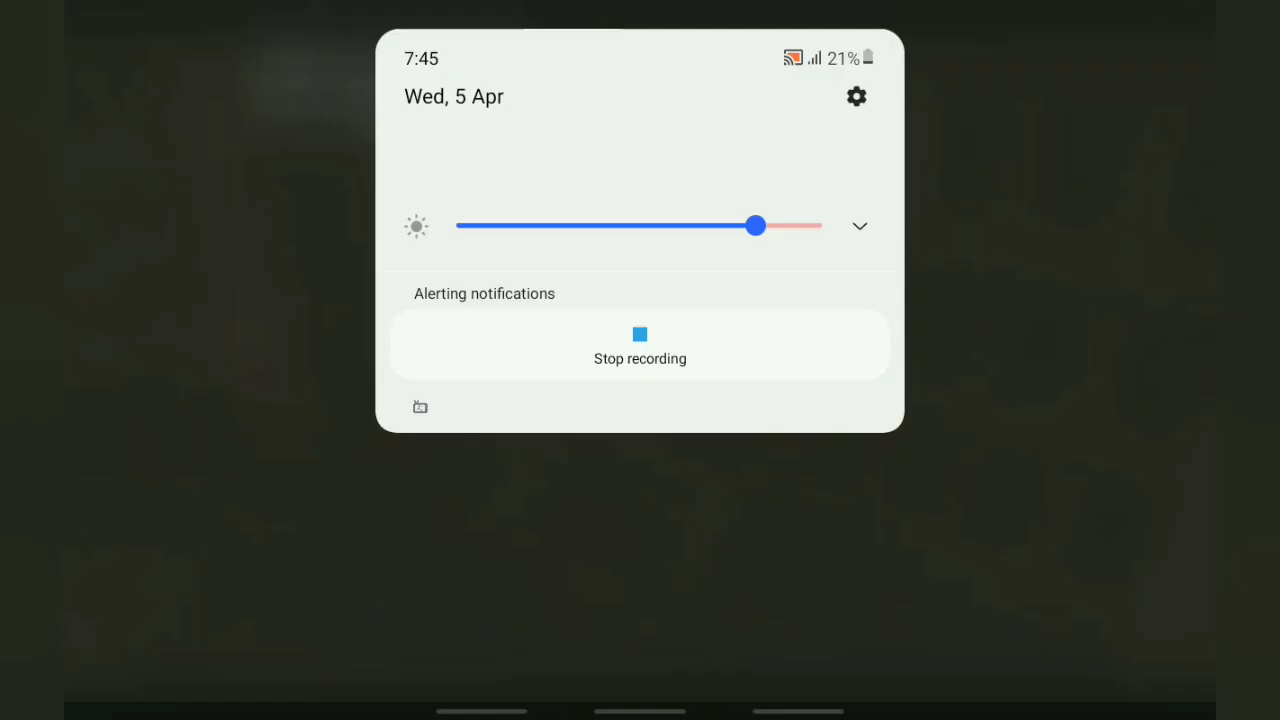 7:45
21%
Wed, 5 Apr
Alerting notifications
Stop recording